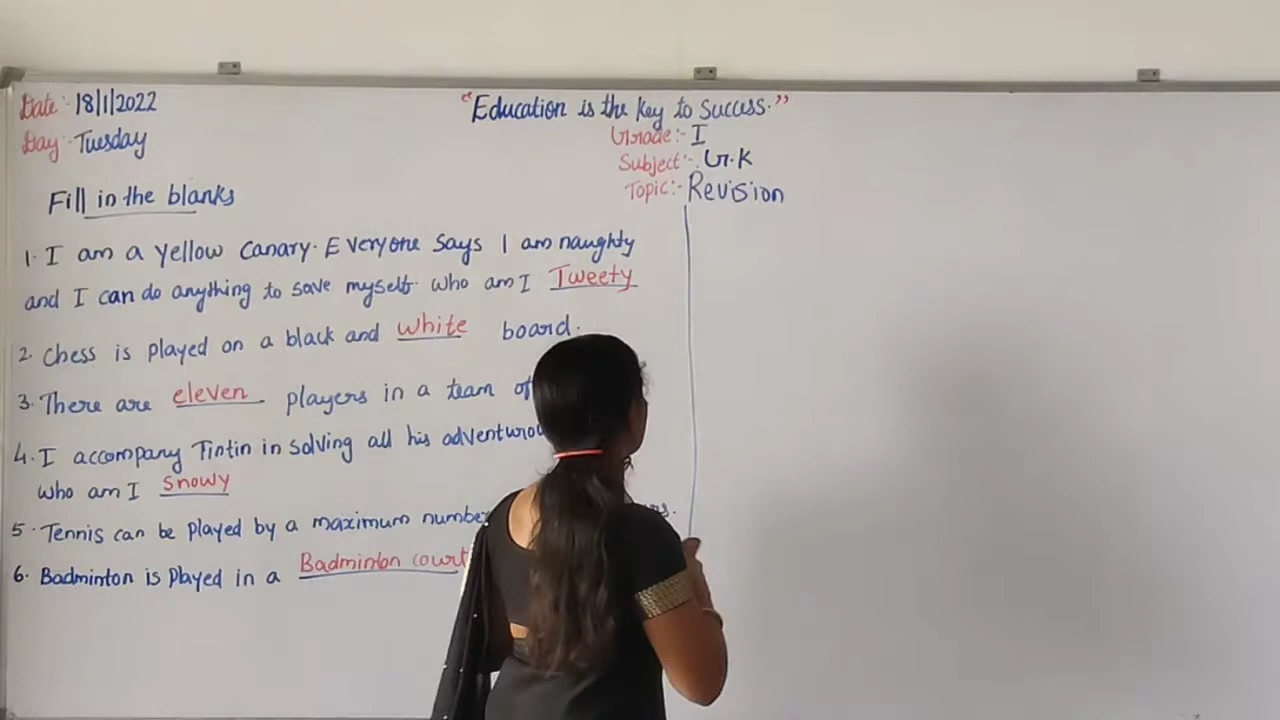 Date:- 18/1/2022
"Education is the key to success."
Day:- Tuesday
Grade:- I
Subject:- G.K
Topic:- Revision
Fill in the blanks
1. I am a yellow canary. Everyone says I am naughty
and I can do anything to save myself. Who am I Tweety
2. Chess is played on a black and white board.
3. There are eleven players in a team of
4. I accompany Tintin in solving all his
who am I Snowy
5. Tennis can be played by a maximum
6. Badminton is played in a Badminton court